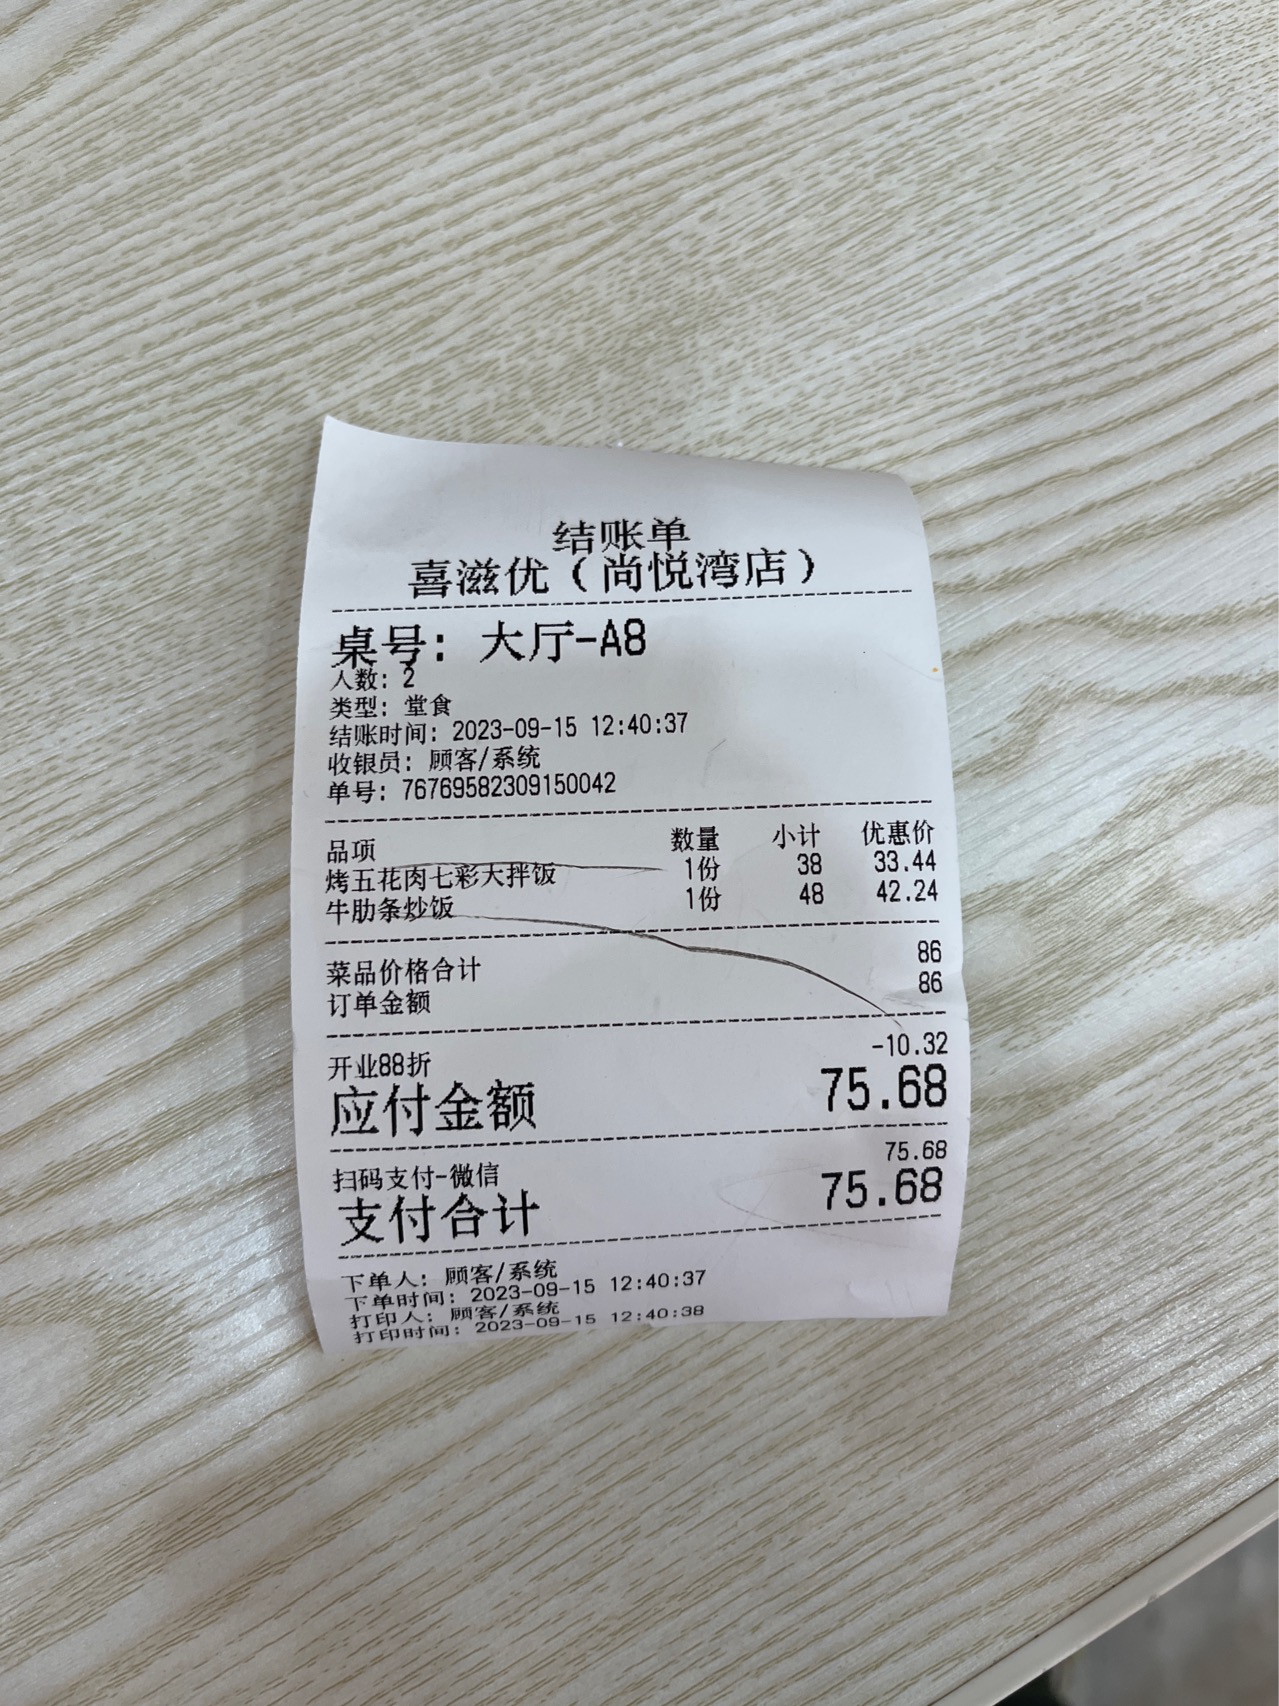 结账单
喜滋优（尚悦湾店）
桌号: 大厅-A8
人数: 2
类型: 堂食
结账时间: 2023-09-15 12:40:37
收银员: 顾客/系统
单号: 76769582309150042
品项 数量 小计 优惠价
烤五花肉七彩大拌饭 1份 38 33.44
牛肋条炒饭 1份 48 42.24
菜品价格合计 86
订单金额 86
开业88折 -10.32
应付金额 75.68
扫码支付-微信 75.68
支付合计 75.68
下单人: 顾客/系统
下单时间: 2023-09-15 12:40:37
打印人: 顾客/系统
打印时间: 2023-09-15 12:40:38